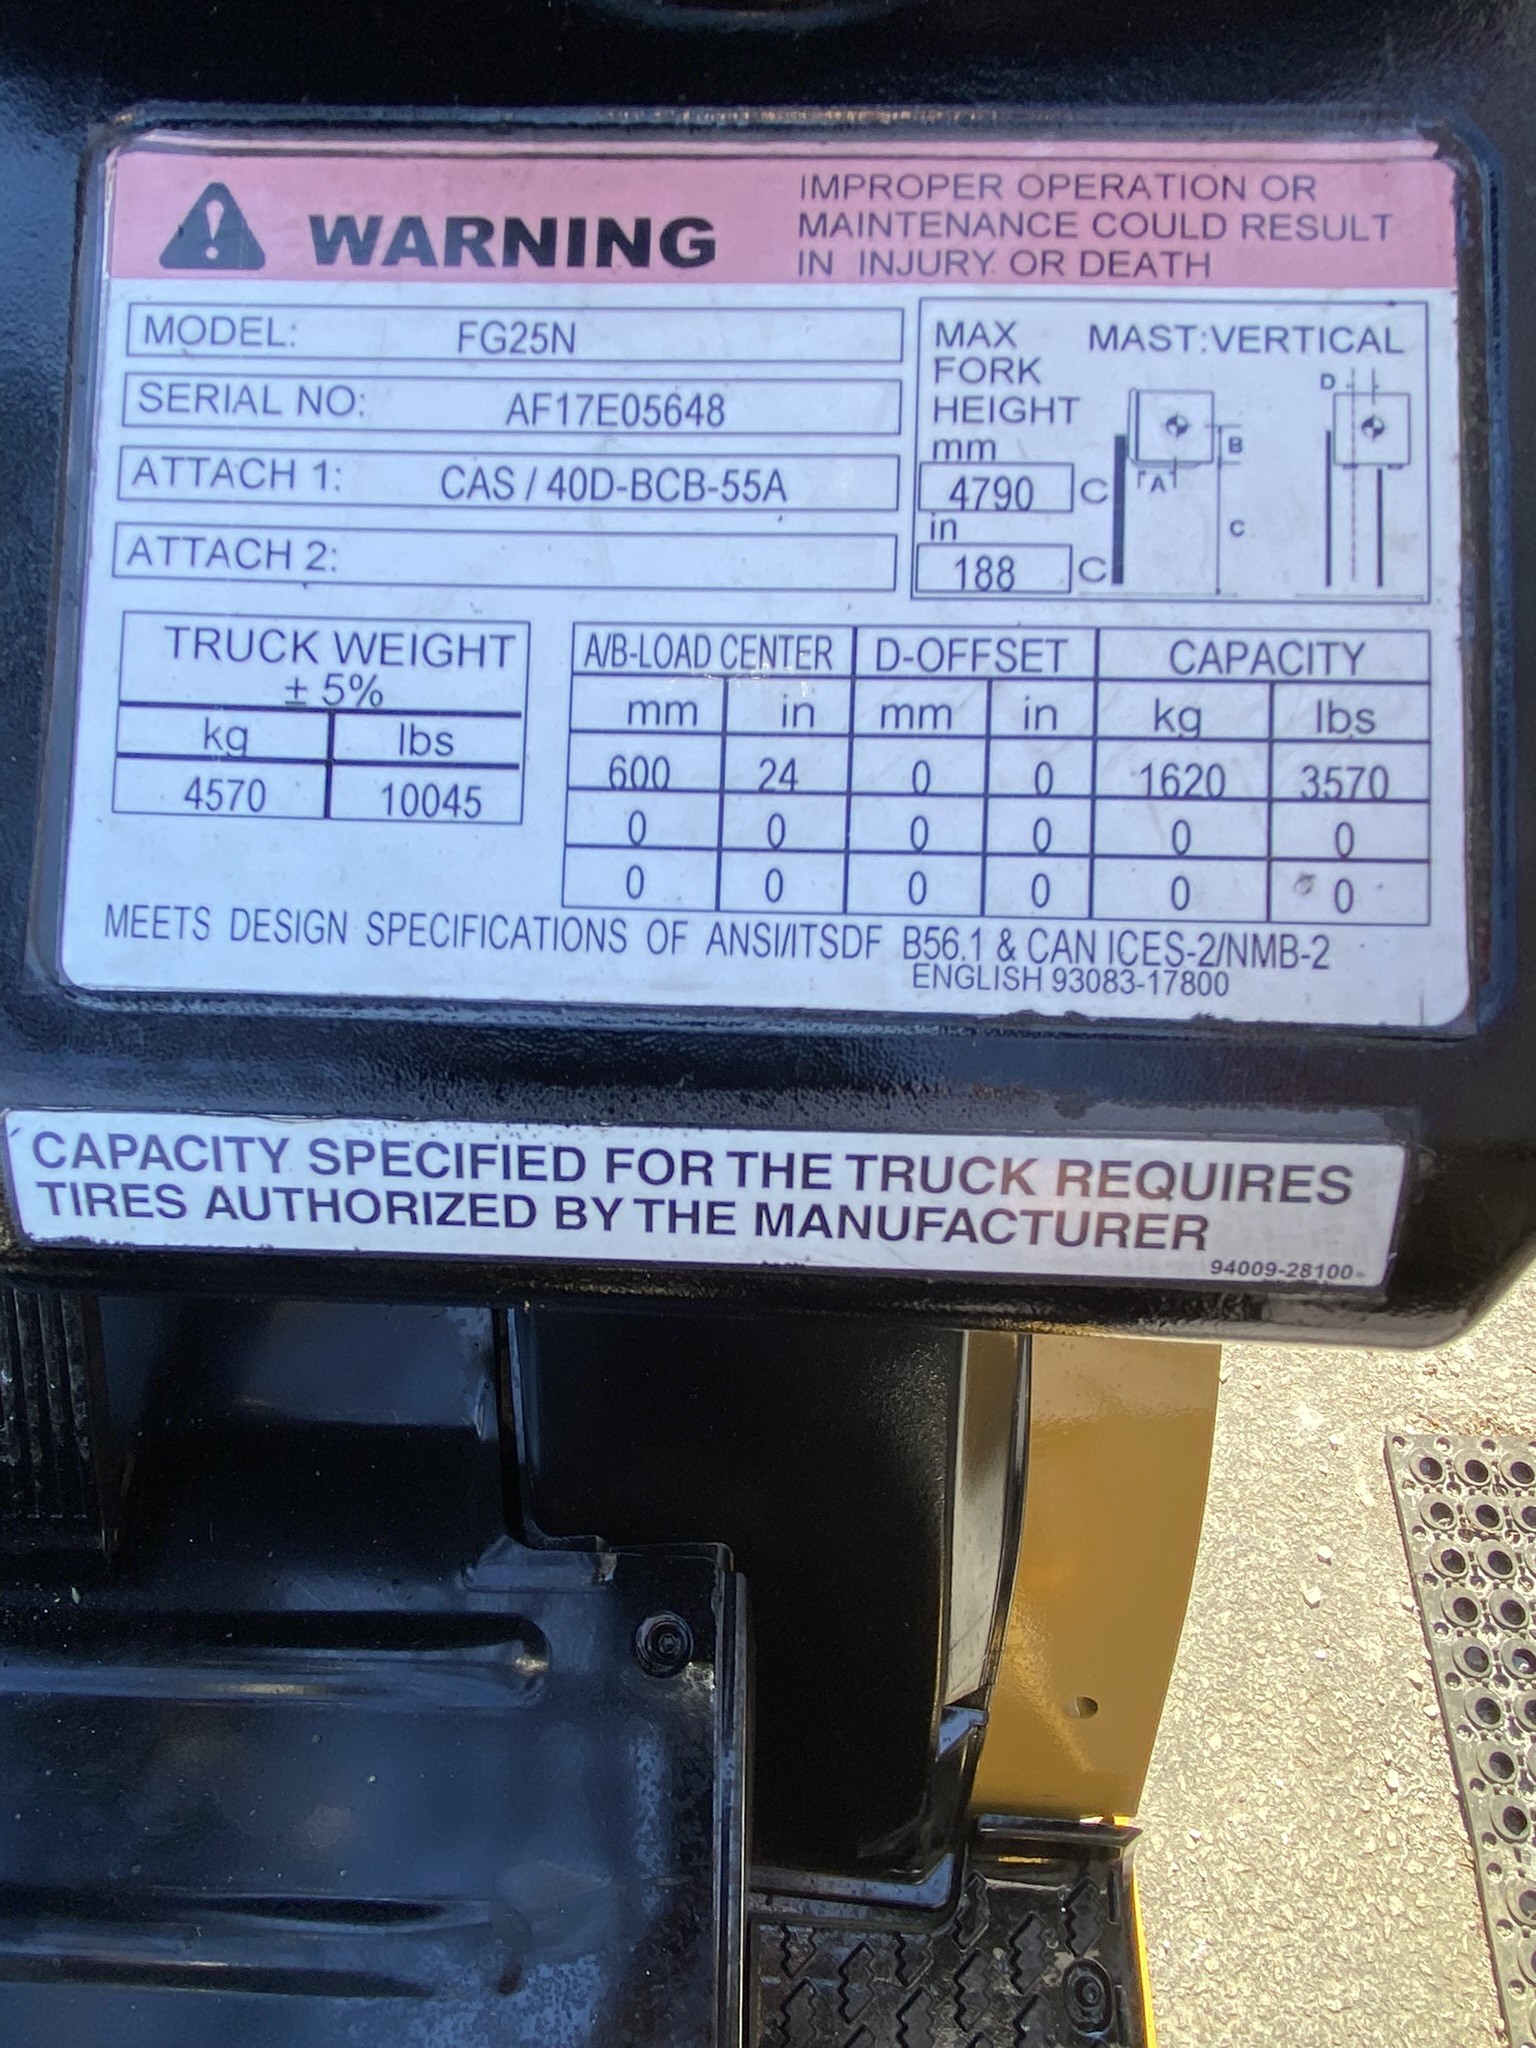 WARNING
IMPROPER OPERATION OR
MAINTENANCE COULD RESULT
IN INJURY OR DEATH
MODEL: FG25N
SERIAL NO: AF17E05648
ATTACH 1: CAS / 40D-BCB-55A
ATTACH 2:
MAX
FORK
HEIGHT
mm
4790 C
in
188 C
MAST:VERTICAL
D
B
A
C
TRUCK WEIGHT
± 5%
kg lbs
4570 10045
A/B-LOAD CENTER D-OFFSET CAPACITY
mm in mm in kg lbs
600 24 0 0 1620 3570
0 0 0 0 0 0
0 0 0 0 0 0
MEETS DESIGN SPECIFICATIONS OF ANSI/ITSDF B56.1 & CAN ICES-2/NMB-2
ENGLISH 93083-17800
CAPACITY SPECIFIED FOR THE TRUCK REQUIRES
TIRES AUTHORIZED BY THE MANUFACTURER
94009-28100